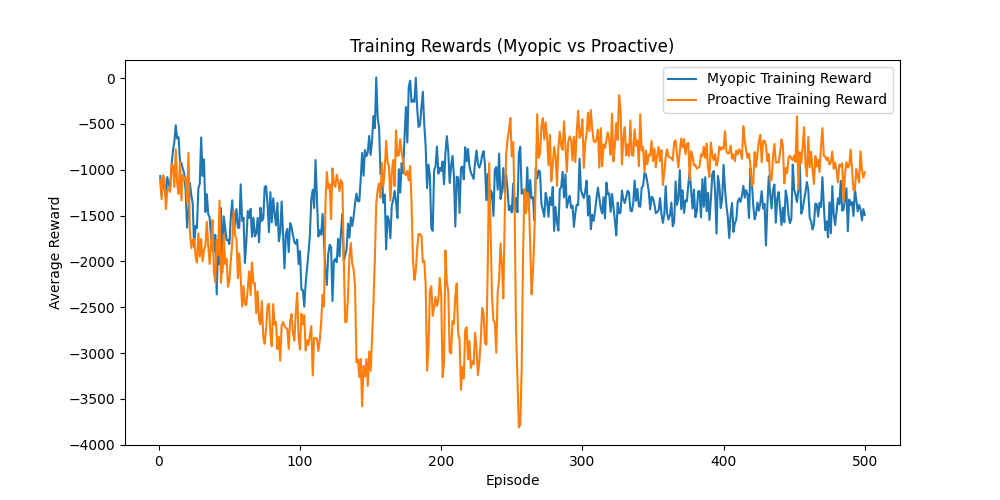 Training Rewards (Myopic vs Proactive)
Myopic Training Reward
Proactive Training Reward
Average Reward
0
−500
−1000
−1500
−2000
−2500
−3000
−3500
−4000
0 100 200 300 400 500
Episode